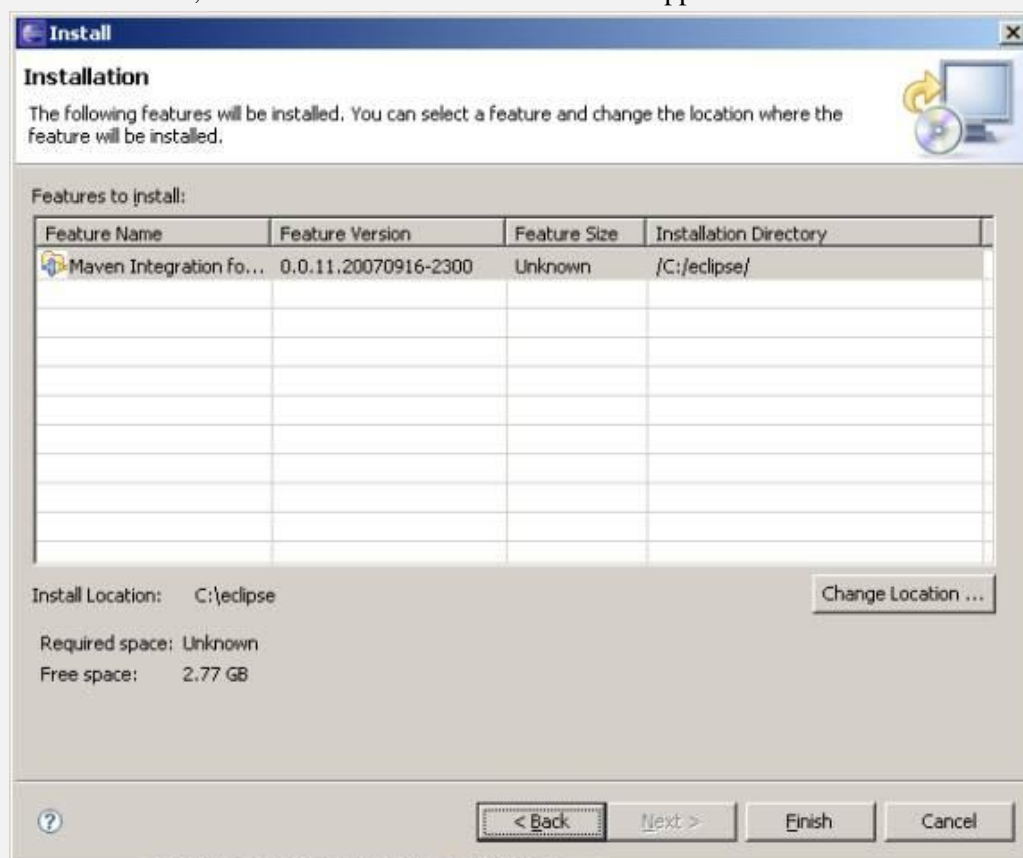 Install
Installation
The following features will be installed. You can select a feature and change the location where the
feature will be installed.
Features to install:
Feature Name Feature Version Feature Size Installation Directory
Maven Integration fo... 0.0.11.20070916-2300 Unknown /C:/eclipse/
Install Location: C:\eclipse Change Location ...
Required space: Unknown
Free space: 2.77 GB
< Back Next > Finish Cancel